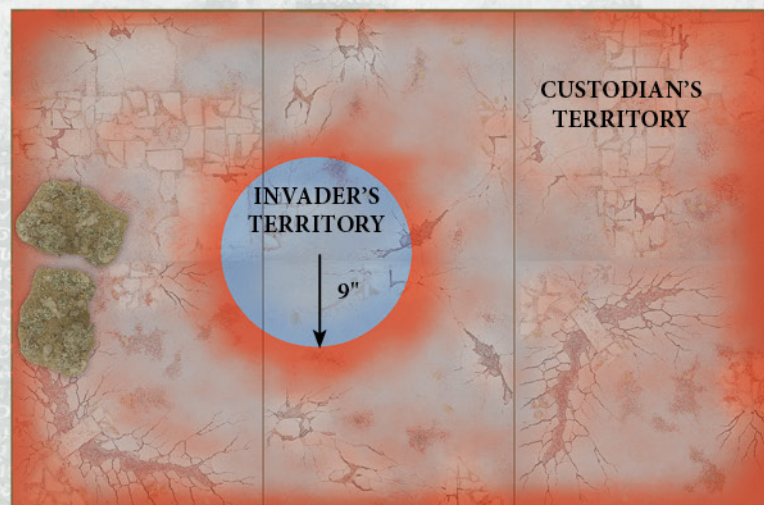 CUSTODIAN'S
TERRITORY
INVADER'S
TERRITORY
9"